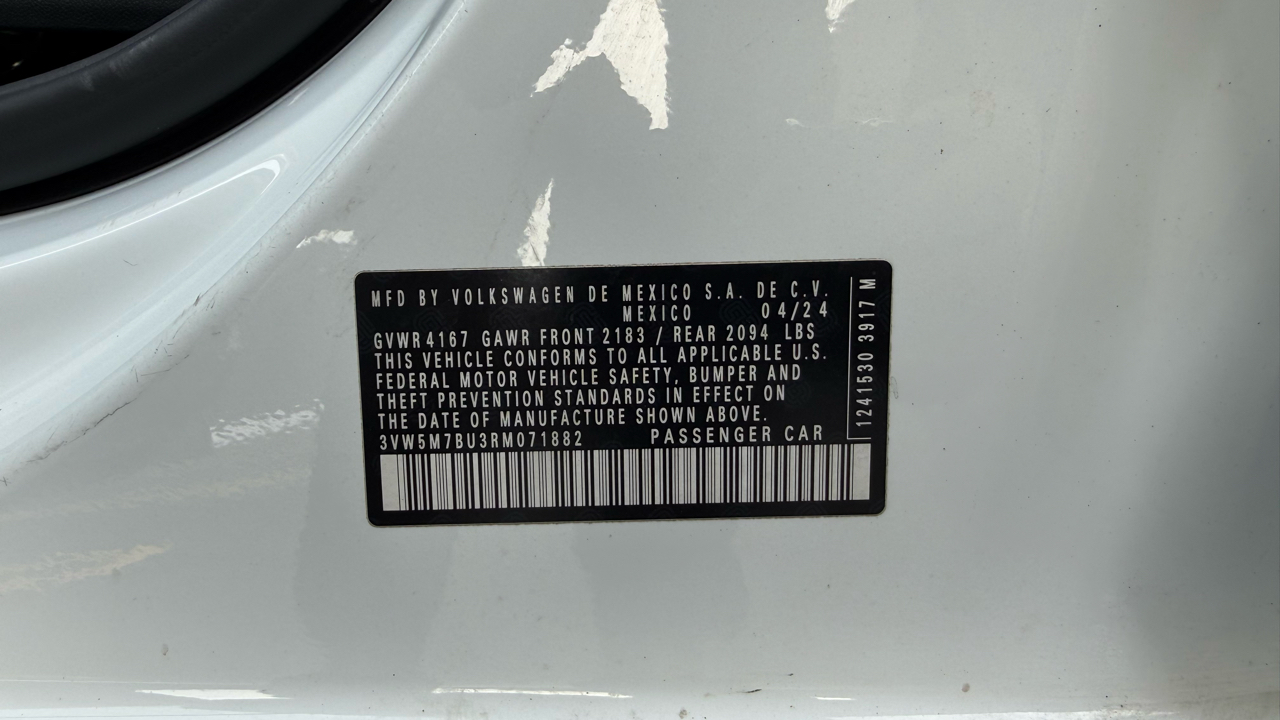 MFD BY VOLKSWAGEN DE MEXICO S.A. DE C.V.
MEXICO 04/24
GVWR 4167 GAWR FRONT 2183 / REAR 2094 LBS
THIS VEHICLE CONFORMS TO ALL APPLICABLE U.S.
FEDERAL MOTOR VEHICLE SAFETY, BUMPER AND
THEFT PREVENTION STANDARDS IN EFFECT ON
THE DATE OF MANUFACTURE SHOWN ABOVE.
3VW5M7BU3RM071882 PASSENGER CAR
1241530 3917 M